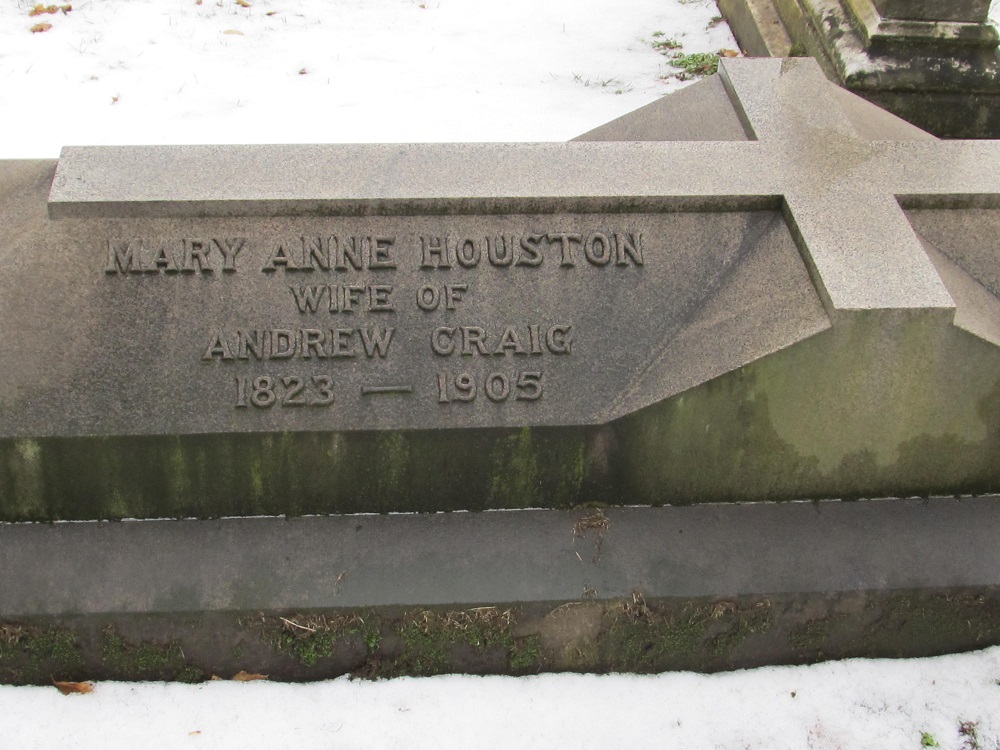 MARY ANNE HOUSTON
WIFE OF
ANDREW CRAIG
1823 — 1905